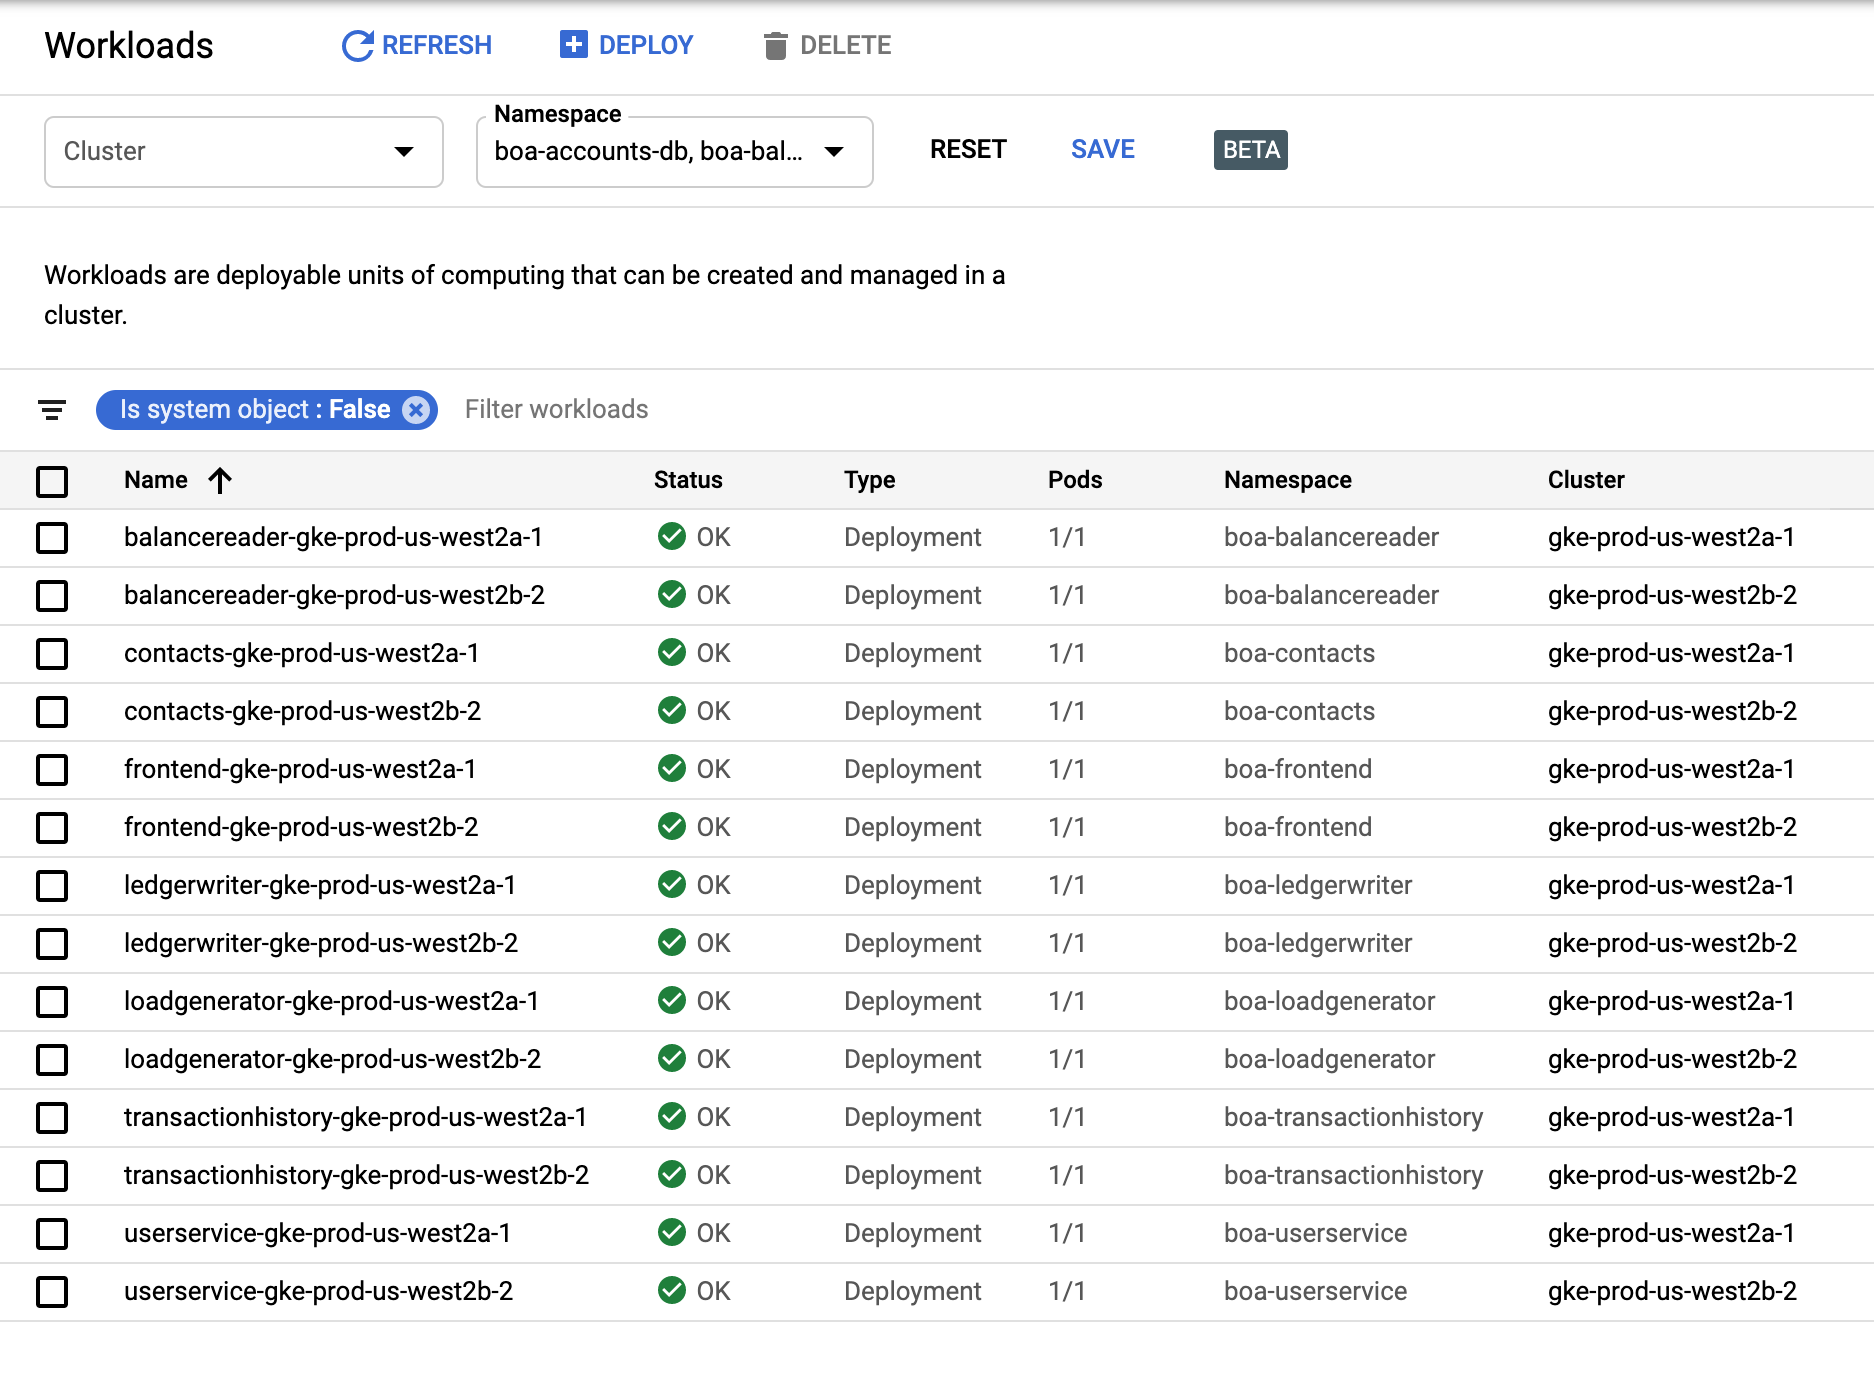 Workloads REFRESH DEPLOY DELETE
Namespace
Cluster boa-accounts-db, boa-bal... RESET SAVE BETA
Workloads are deployable units of computing that can be created and managed in a
cluster.
Is system object : False Filter workloads
Name Status Type Pods Namespace Cluster
balancereader-gke-prod-us-west2a-1 OK Deployment 1/1 boa-balancereader gke-prod-us-west2a-1
balancereader-gke-prod-us-west2b-2 OK Deployment 1/1 boa-balancereader gke-prod-us-west2b-2
contacts-gke-prod-us-west2a-1 OK Deployment 1/1 boa-contacts gke-prod-us-west2a-1
contacts-gke-prod-us-west2b-2 OK Deployment 1/1 boa-contacts gke-prod-us-west2b-2
frontend-gke-prod-us-west2a-1 OK Deployment 1/1 boa-frontend gke-prod-us-west2a-1
frontend-gke-prod-us-west2b-2 OK Deployment 1/1 boa-frontend gke-prod-us-west2b-2
ledgerwriter-gke-prod-us-west2a-1 OK Deployment 1/1 boa-ledgerwriter gke-prod-us-west2a-1
ledgerwriter-gke-prod-us-west2b-2 OK Deployment 1/1 boa-ledgerwriter gke-prod-us-west2b-2
loadgenerator-gke-prod-us-west2a-1 OK Deployment 1/1 boa-loadgenerator gke-prod-us-west2a-1
loadgenerator-gke-prod-us-west2b-2 OK Deployment 1/1 boa-loadgenerator gke-prod-us-west2b-2
transactionhistory-gke-prod-us-west2a-1 OK Deployment 1/1 boa-transactionhistory gke-prod-us-west2a-1
transactionhistory-gke-prod-us-west2b-2 OK Deployment 1/1 boa-transactionhistory gke-prod-us-west2b-2
userservice-gke-prod-us-west2a-1 OK Deployment 1/1 boa-userservice gke-prod-us-west2a-1
userservice-gke-prod-us-west2b-2 OK Deployment 1/1 boa-userservice gke-prod-us-west2b-2